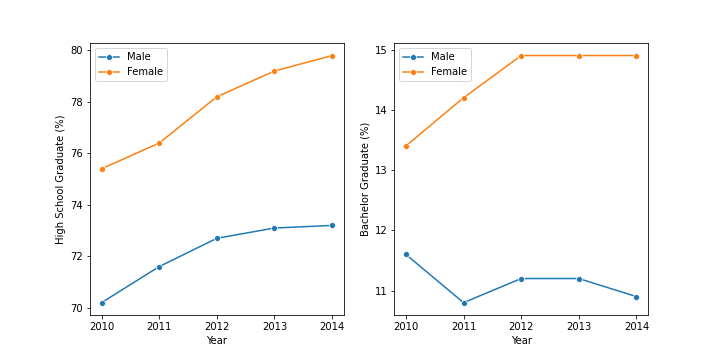 High School Graduate (%)
80
78
76
74
72
70
Male
Female
2010 2011 2012 2013 2014
Year
Bachelor Graduate (%)
15
14
13
12
11
Male
Female
2010 2011 2012 2013 2014
Year